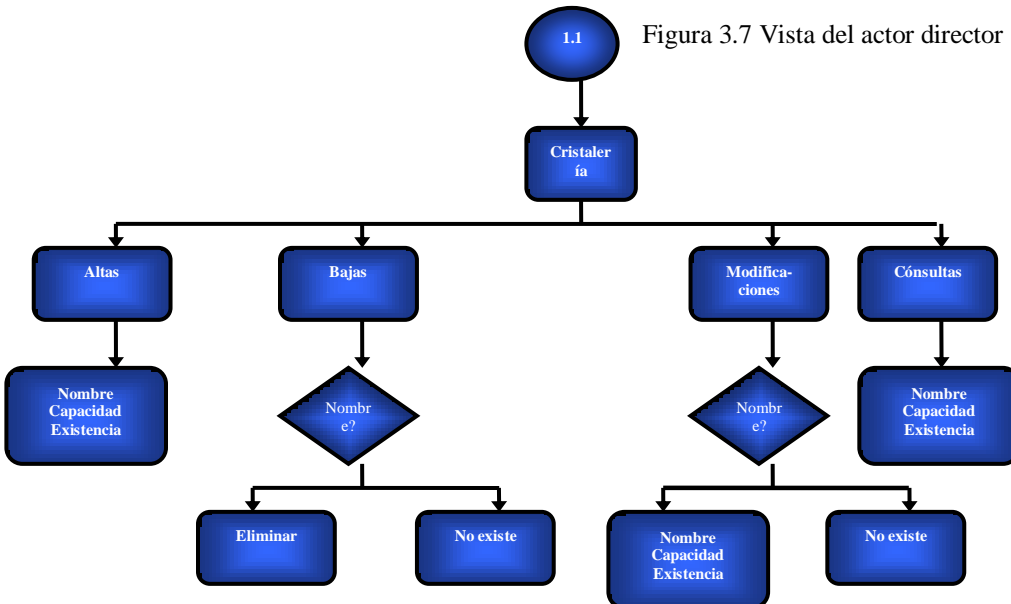 1.1
Figura 3.7 Vista del actor director
Cristaler
ía
Altas
Bajas
Modifica-
ciones
Cónsultas
Nombre
Capacidad
Existencia
Nombr
e?
Nombr
e?
Nombre
Capacidad
Existencia
Eliminar
No existe
Nombre
Capacidad
Existencia
No existe